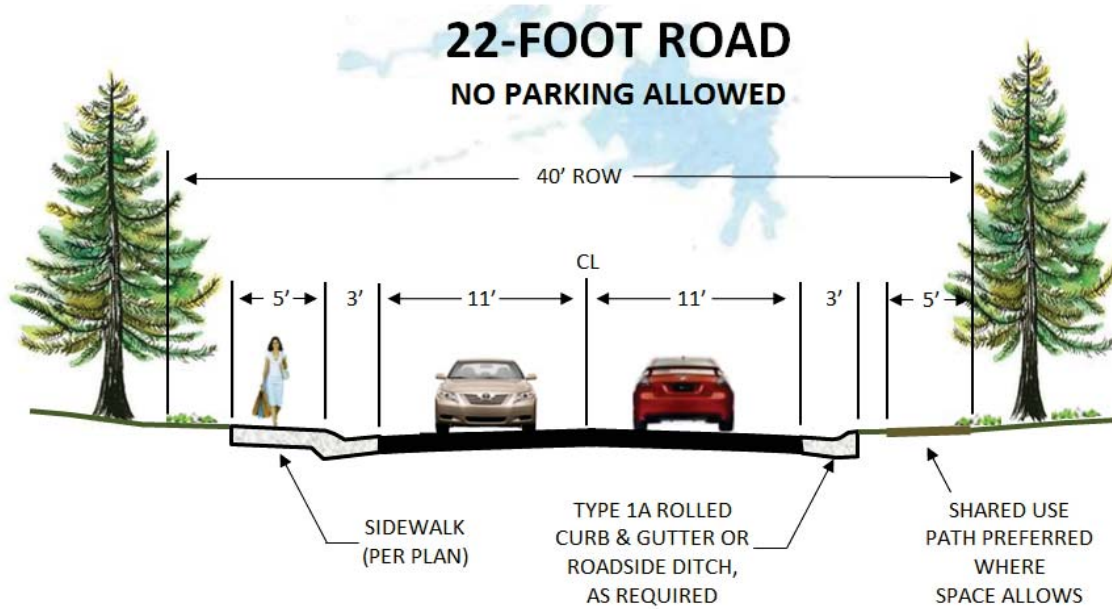 22-FOOT ROAD
NO PARKING ALLOWED
40’ ROW
CL
5’
3’
11’
11’
3’
5’
SIDEWALK
(PER PLAN)
TYPE 1A ROLLED
CURB & GUTTER OR
ROADSIDE DITCH,
AS REQUIRED
SHARED USE
PATH PREFERRED
WHERE
SPACE ALLOWS